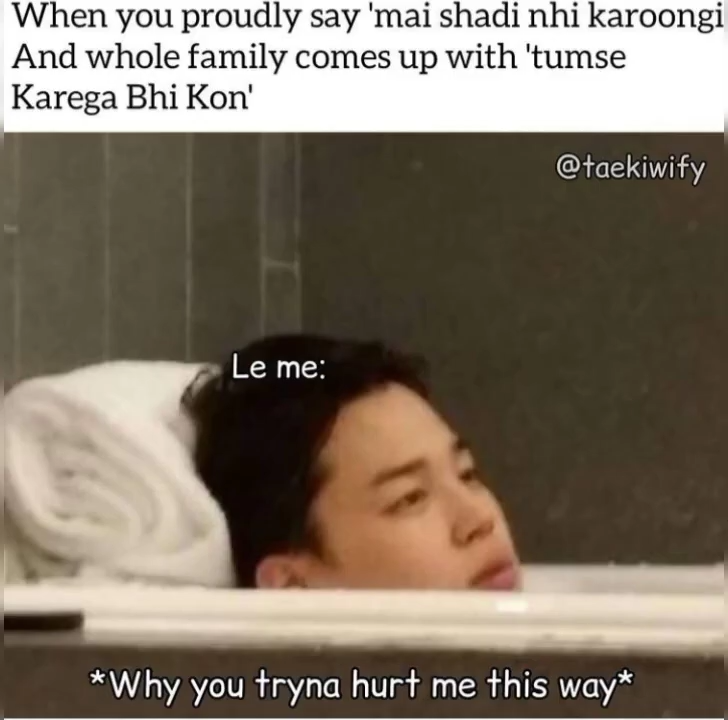 When you proudly say 'mai shadi nhi karoongi
And whole family comes up with 'tumse
Karega Bhi Kon'
@taekiwify
Le me:
*Why you tryna hurt me this way*